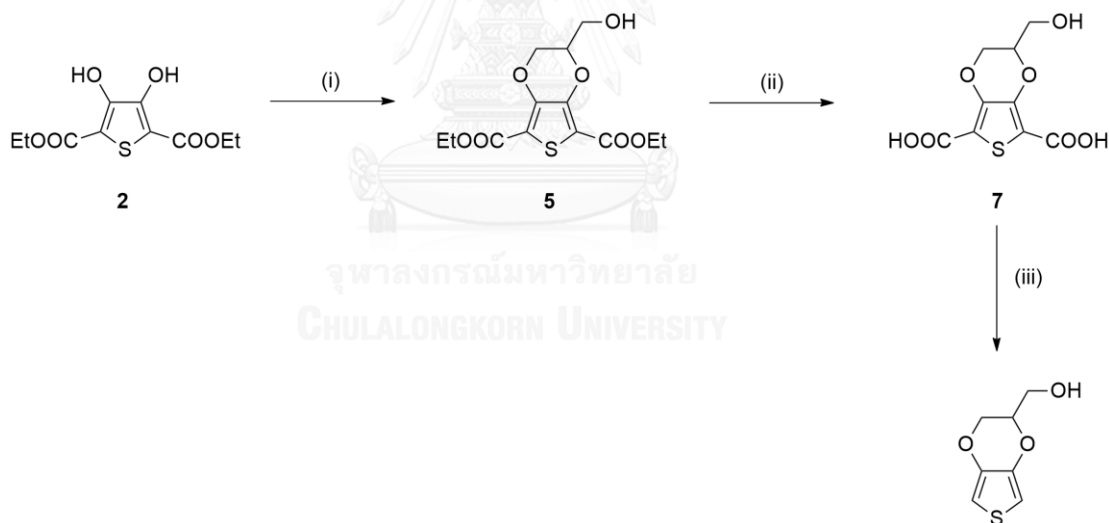 OH
HO OH
(i)
O O
EtOOC S COOEt
2
EtOOC S COOEt
5
(ii)
OH
O O
HOOC S COOH
7
(iii)
จุฬาลงกรณ์มหาวิทยาลัย
CHULALONGKORN UNIVERSITY
OH
O O
S